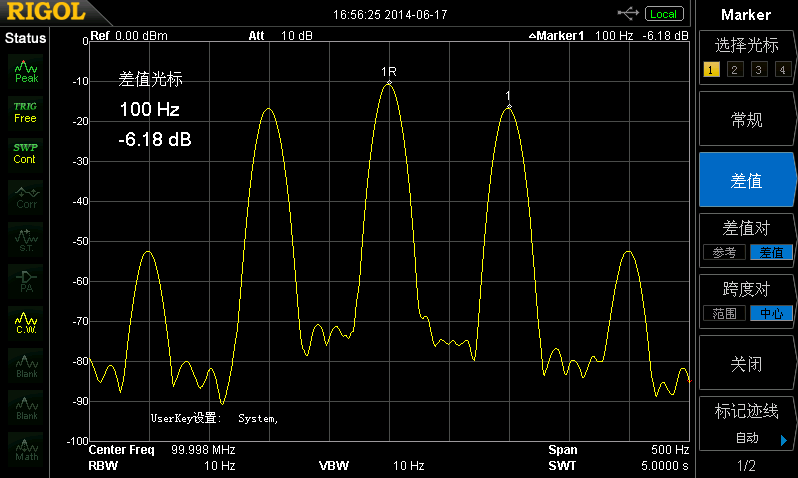 RIGOL
16:56:25 2014-06-17
Local
Marker
Status
Ref 0.00 dBm Att 10 dB △Marker1 100 Hz -6.18 dB
选择光标
1 2 3 4
Peak
TRIG
Free
SWP
Cont
Corr
S.T.
PA
C.W.
Blank
Blank
Math
0
-10
-20
-30
-40
-50
-60
-70
-80
-90
-100
差值光标
100 Hz
-6.18 dB
1R
1
UserKey设置: System,
常规
差值
差值对
参考 差值
跨度对
范围 中心
关闭
标记迹线
自动
1/2
Center Freq 99.998 MHz Span 500 Hz
RBW 10 Hz VBW 10 Hz SWT 5.0000 s